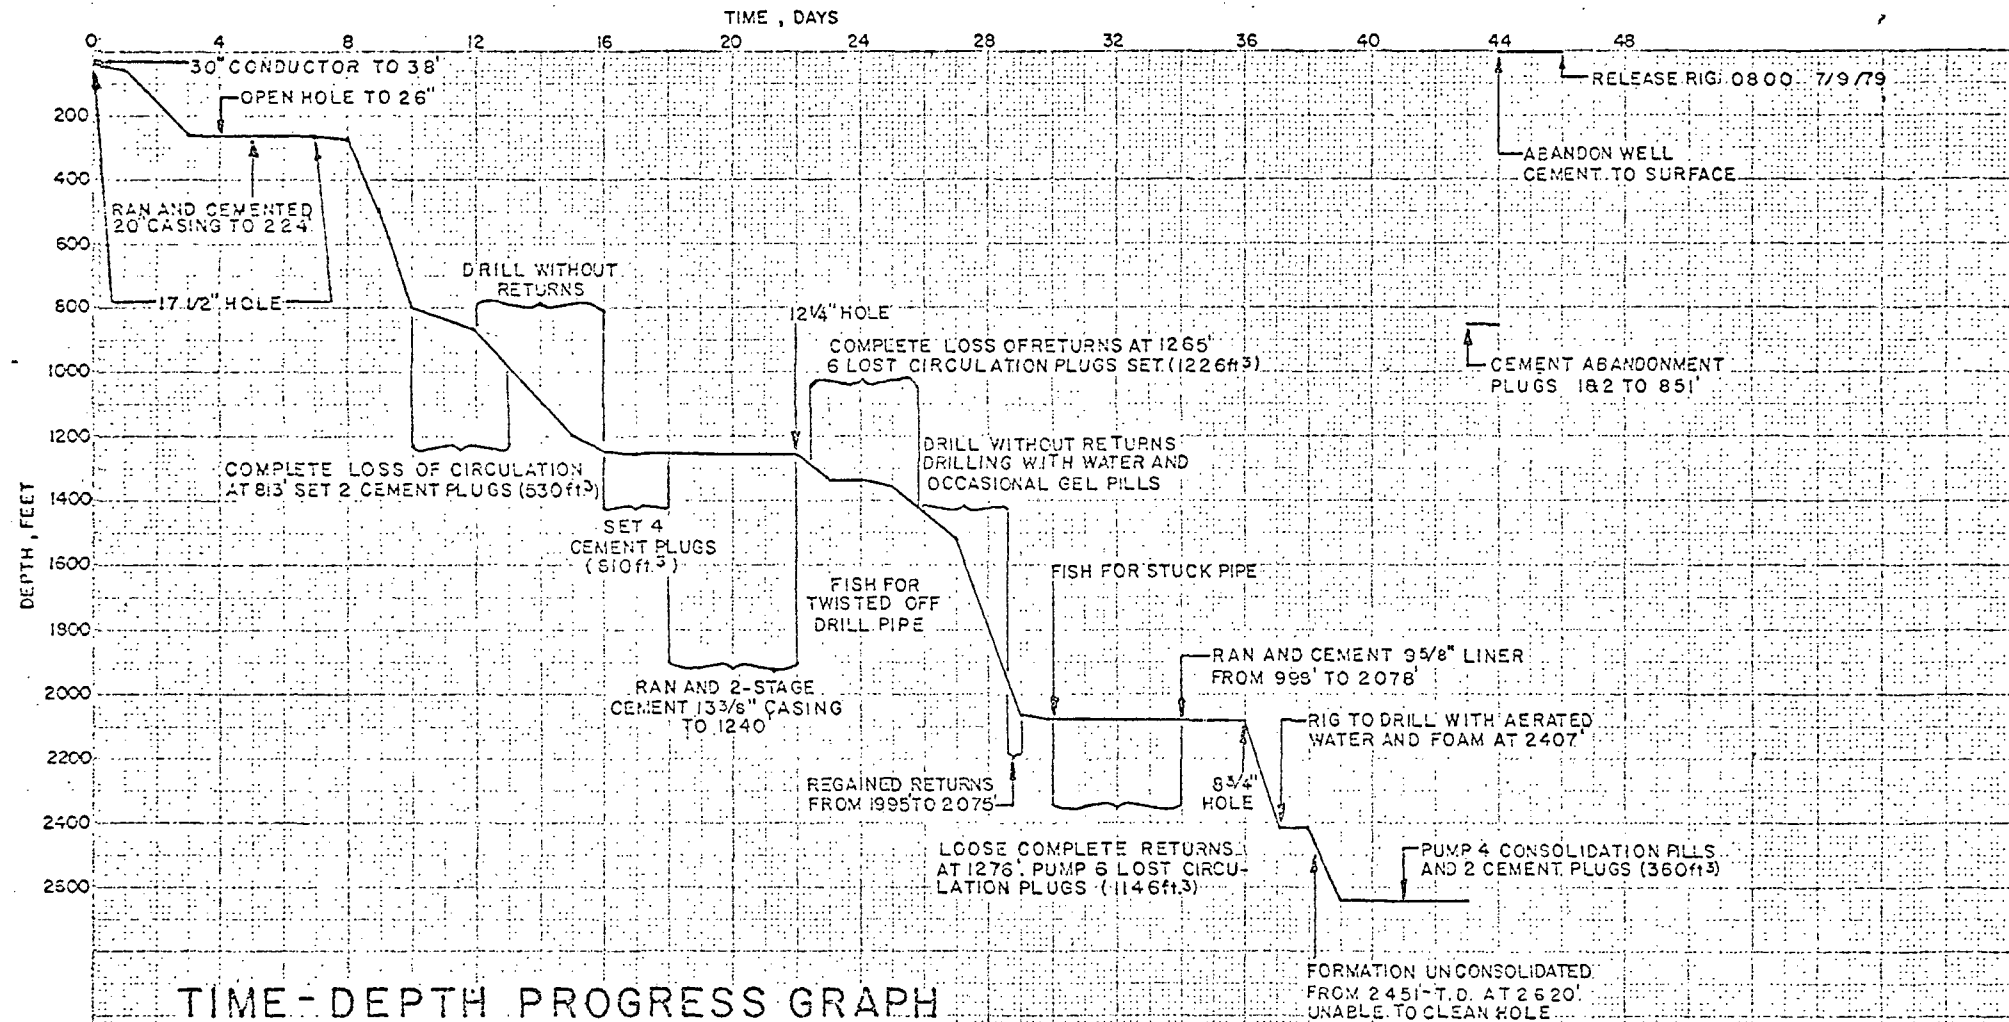 TIME, DAYS
0 4 8 12 16 20 24 28 32 36 40 44 48
30" CONDUCTOR TO 38'
RELEASE RIG 0800 7/9/79
OPEN HOLE TO 26"
200
ABANDON WELL
CEMENT TO SURFACE
400
RAN AND CEMENTED
20" CASING TO 224'
600
DRILL WITHOUT
RETURNS
17 1/2" HOLE
800
12 1/4" HOLE
COMPLETE LOSS OF RETURNS AT 1265'
6 LOST CIRCULATION PLUGS SET (1226ft3)
1000
CEMENT ABANDONMENT
PLUGS 1&2 TO 851'
1200
DRILL WITHOUT RETURNS
DRILLING WITH WATER AND
OCCASIONAL GEL PILLS
COMPLETE LOSS OF CIRCULATION
AT 813' SET 2 CEMENT PLUGS (530ft3)
1400
DEPTH, FEET
SET 4
CEMENT PLUGS
1600
FISH FOR STUCK PIPE
FISH FOR
TWISTED OFF
DRILL PIPE
1800
RAN AND CEMENT 9 5/8" LINER
FROM 998' TO 2078'
RAN AND 2-STAGE
CEMENT 13 3/8" CASING
TO 1240'
2000
RIG TO DRILL WITH AERATED
WATER AND FOAM AT 2407'
2200
REGAINED RETURNS
FROM 1995' TO 2075'
8 3/4"
HOLE
2400
LOOSE COMPLETE RETURNS
AT 1276'. PUMP 6 LOST CIRCU-
LATION PLUGS (1146ft.3)
PUMP 4 CONSOLIDATION PILLS
AND 2 CEMENT PLUGS (360ft3)
2600
FORMATION UNCONSOLIDATED
FROM 2451'-T.D. AT 2620'.
UNABLE TO CLEAN HOLE
TIME-DEPTH PROGRESS GRAPH